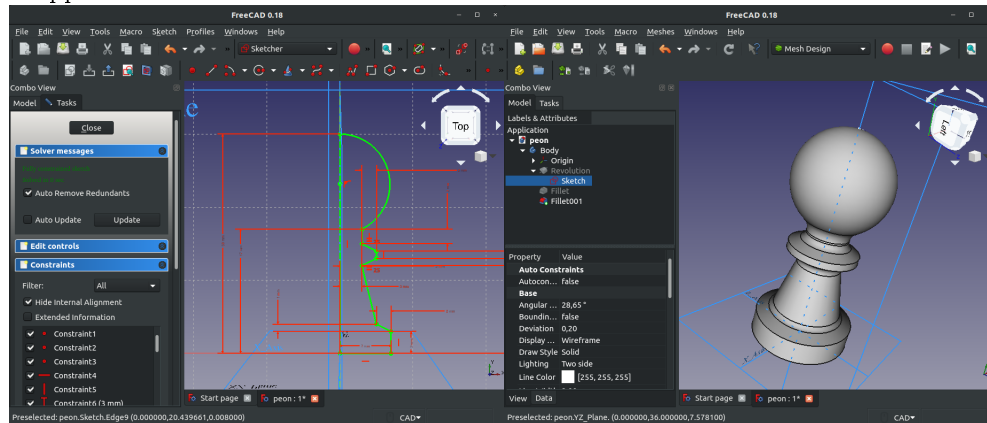 FreeCAD 0.18
File Edit View Tools Macro Sketch Profiles Windows Help
Sketcher
Combo View
Model Tasks
Close
Solver messages
Auto Remove Redundants
Auto Update Update
Edit controls
Constraints
Filter: All
Hide Internal Alignment
Extended Information
Constraint1
Constraint2
Constraint3
Constraint4
Constraint5
Constraint6 (3 mm)
Top
Start page peon : 1*
Preselected: peon.Sketch.Edge9 (0.000000,20.439661,0.008000) CAD
FreeCAD 0.18
File Edit View Tools Macro Meshes Windows Help
Mesh Design
Combo View
Model Tasks
Labels & Attributes
Application
peon
Body
Origin
Revolution
Sketch
Fillet
Fillet001
Property Value
Auto Constraints
Autocon... false
Base
Angular ... 28,65 °
Boundin... false
Deviation 0,20
Display ... Wireframe
Draw Style Solid
Lighting Two side
Line Color [255, 255, 255]
View Data
Left
Start page peon : 1*
Preselected: peon.YZ_Plane. (0.000000,36.000000,7.578100) CAD